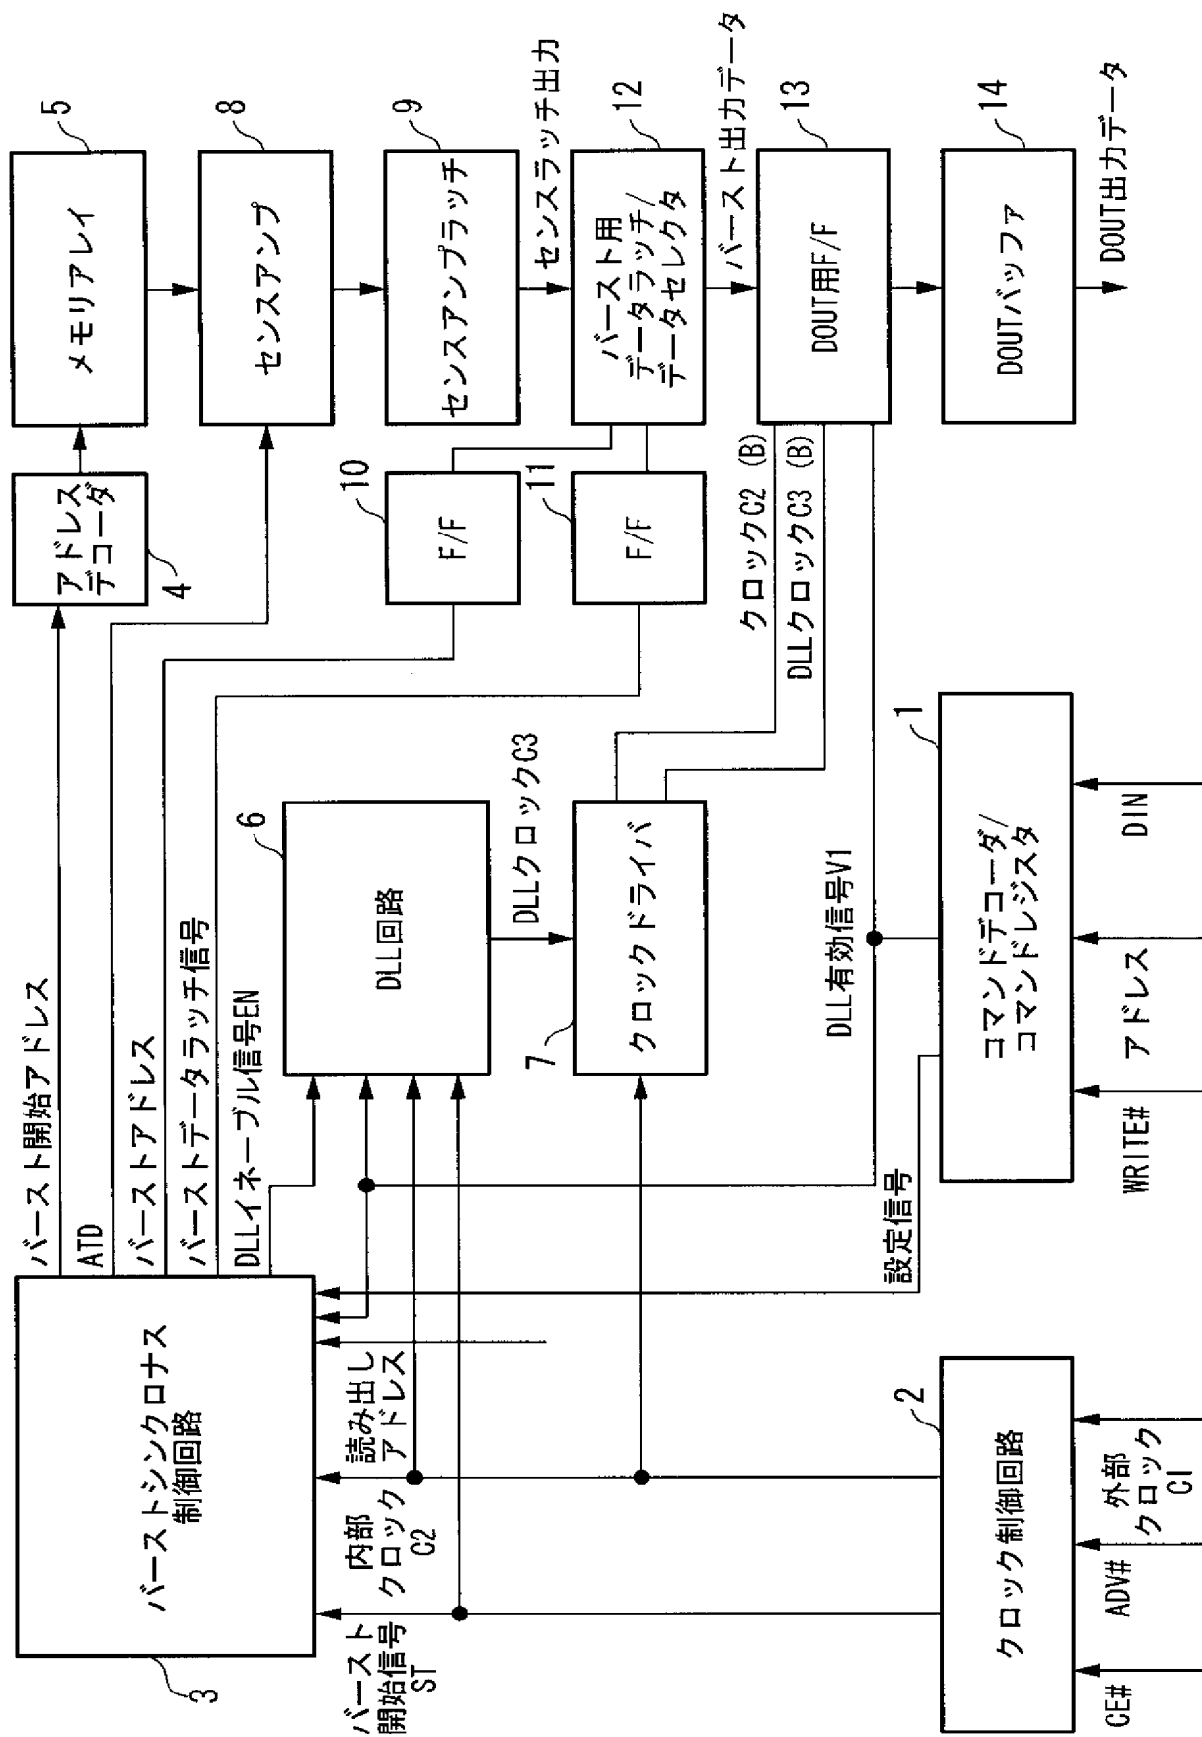 5
メモリアレイ
アドレス
デコーダ
4
8
センスアンプ
9
センスアンプラッチ
センスラッチ出力
10
F/F
11
F/F
12
バースト用
データラッチ/
データセレクタ
バースト出力データ
13
DOUT用F/F
クロックC2 (B)
DLLクロックC3 (B)
14
DOUTバッファ
DOUT出力データ
バースト開始アドレス
ATD
バーストアドレス
バーストデータラッチ信号
DLLイネーブル信号EN
6
DLL回路
DLLクロックC3
7
クロックドライバ
DLL有効信号V1
1
コマンドデコーダ/
コマンドレジスタ
設定信号
WRITE#
アドレス
DIN
3
バーストシンクロナス
制御回路
読み出し
アドレス
内部
クロック
C2
バースト
開始信号
ST
2
クロック制御回路
CE#
ADV#
外部
クロック
C1